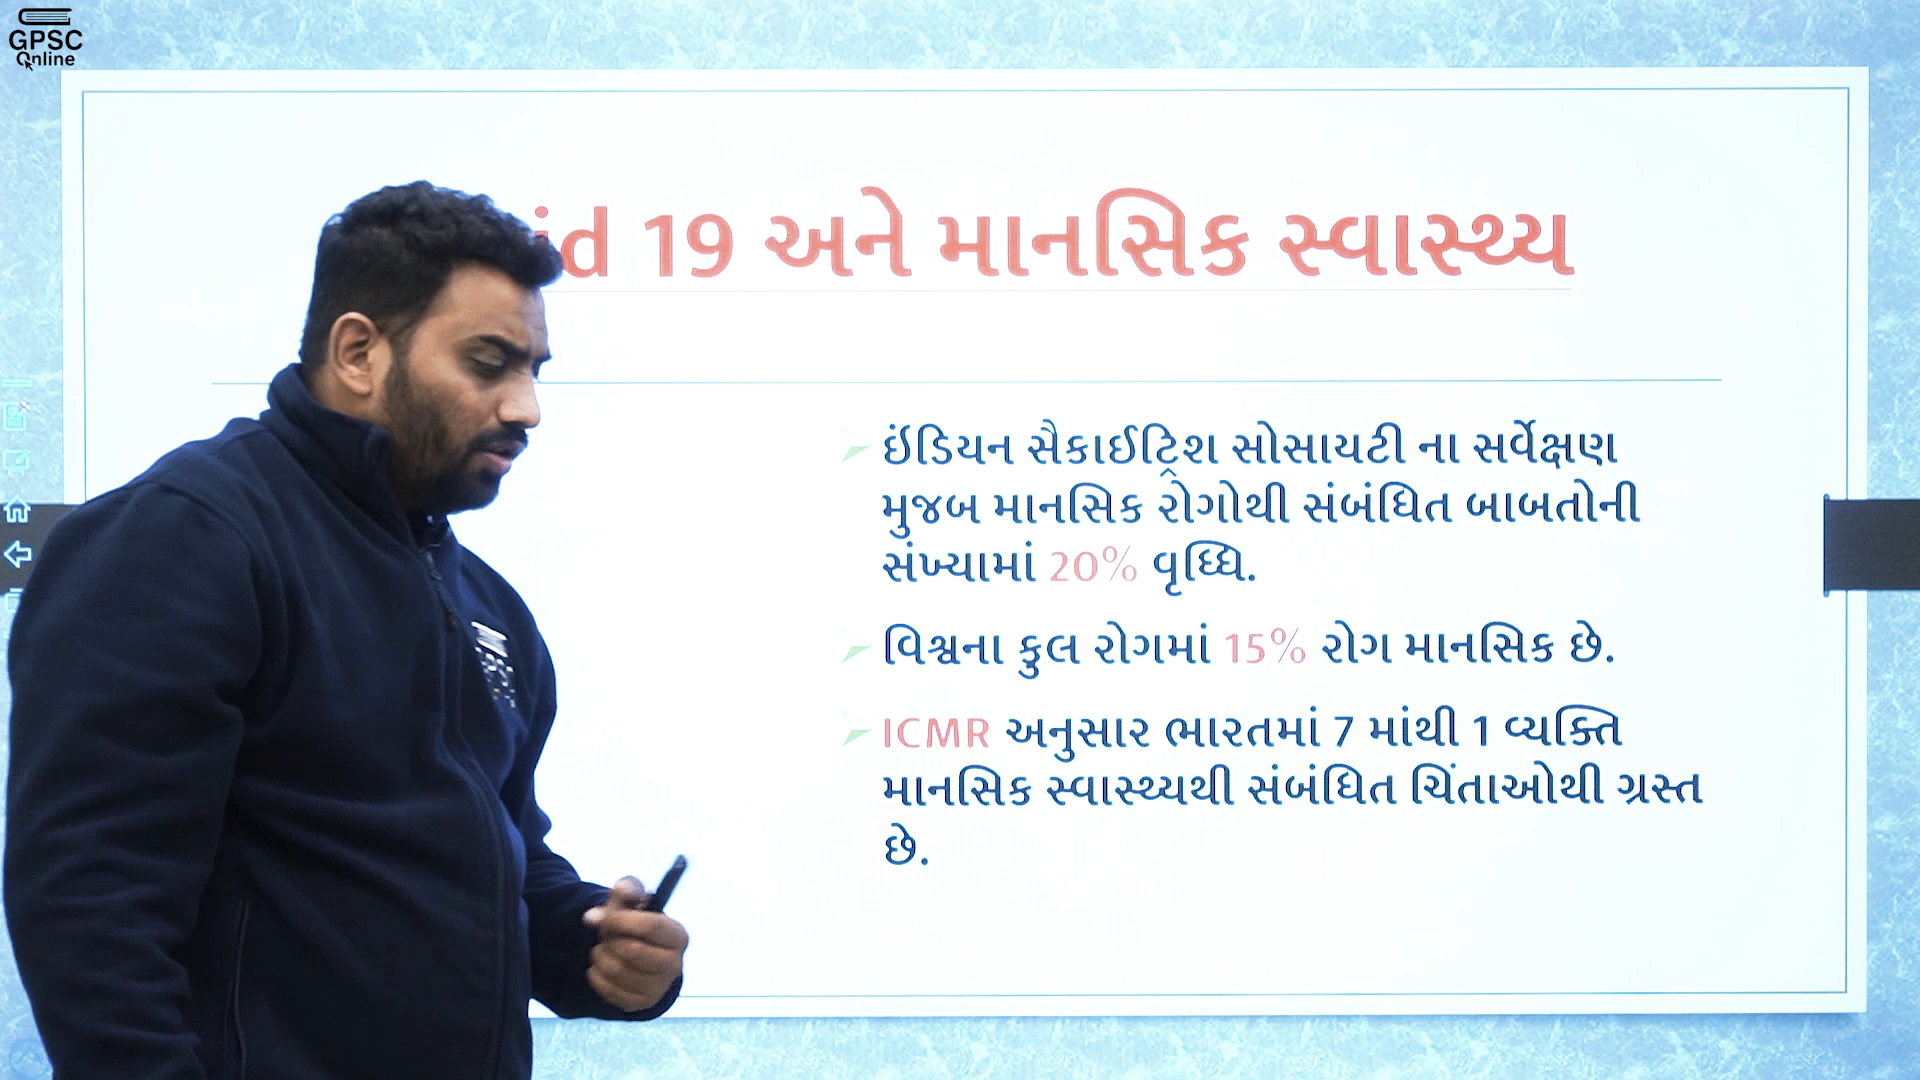 GPSC
Online
id 19 અને માનસિક સ્વાસ્થ્ય
ઇંડિયન સૈકાઈટ્રિશ સોસાયટી ના સર્વેક્ષણ
મુજબ માનસિક રોગોથી સંબંધિત બાબતોની
સંખ્યામાં 20% વૃધ્ધિ.
વિશ્વના કુલ રોગમાં 15% રોગ માનસિક છે.
ICMR અનુસાર ભારતમાં 7 માંથી 1 વ્યક્તિ
માનસિક સ્વાસ્થ્યથી સંબંધિત ચિંતાઓથી ગ્રસ્ત
છે.